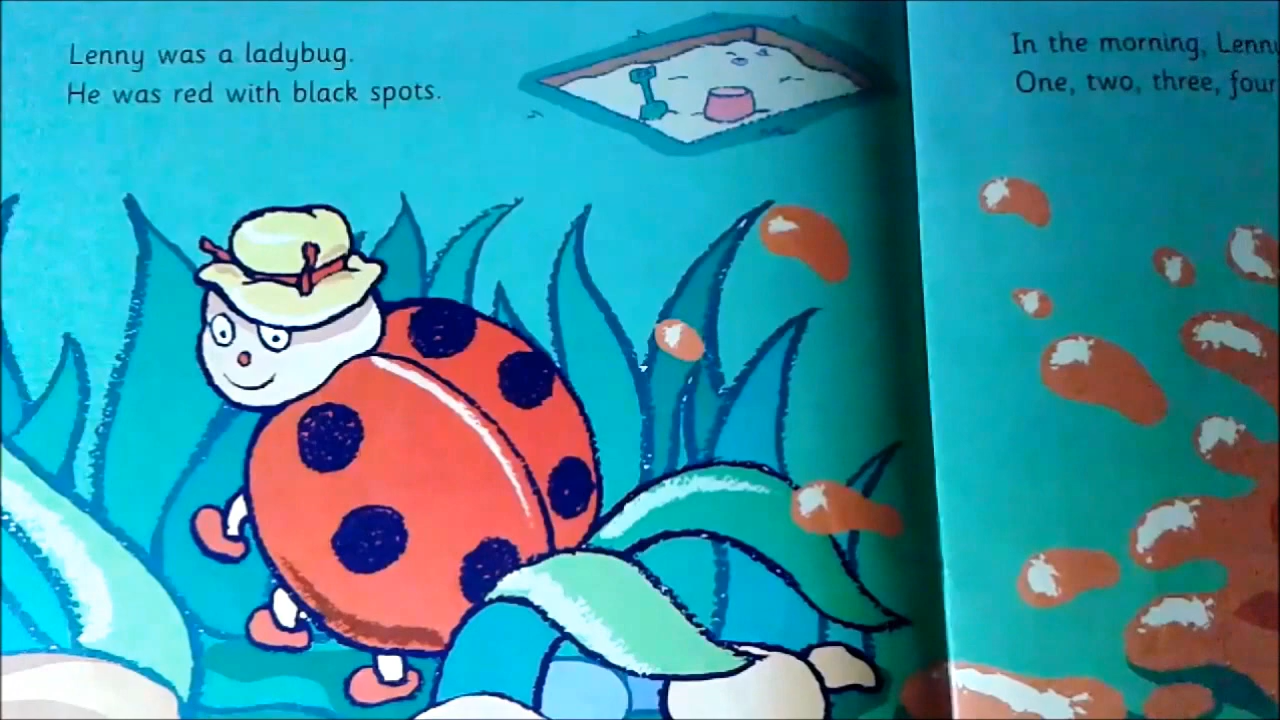 Lenny was a ladybug.
He was red with black spots.
In the morning, Lenn
One, two, three, four